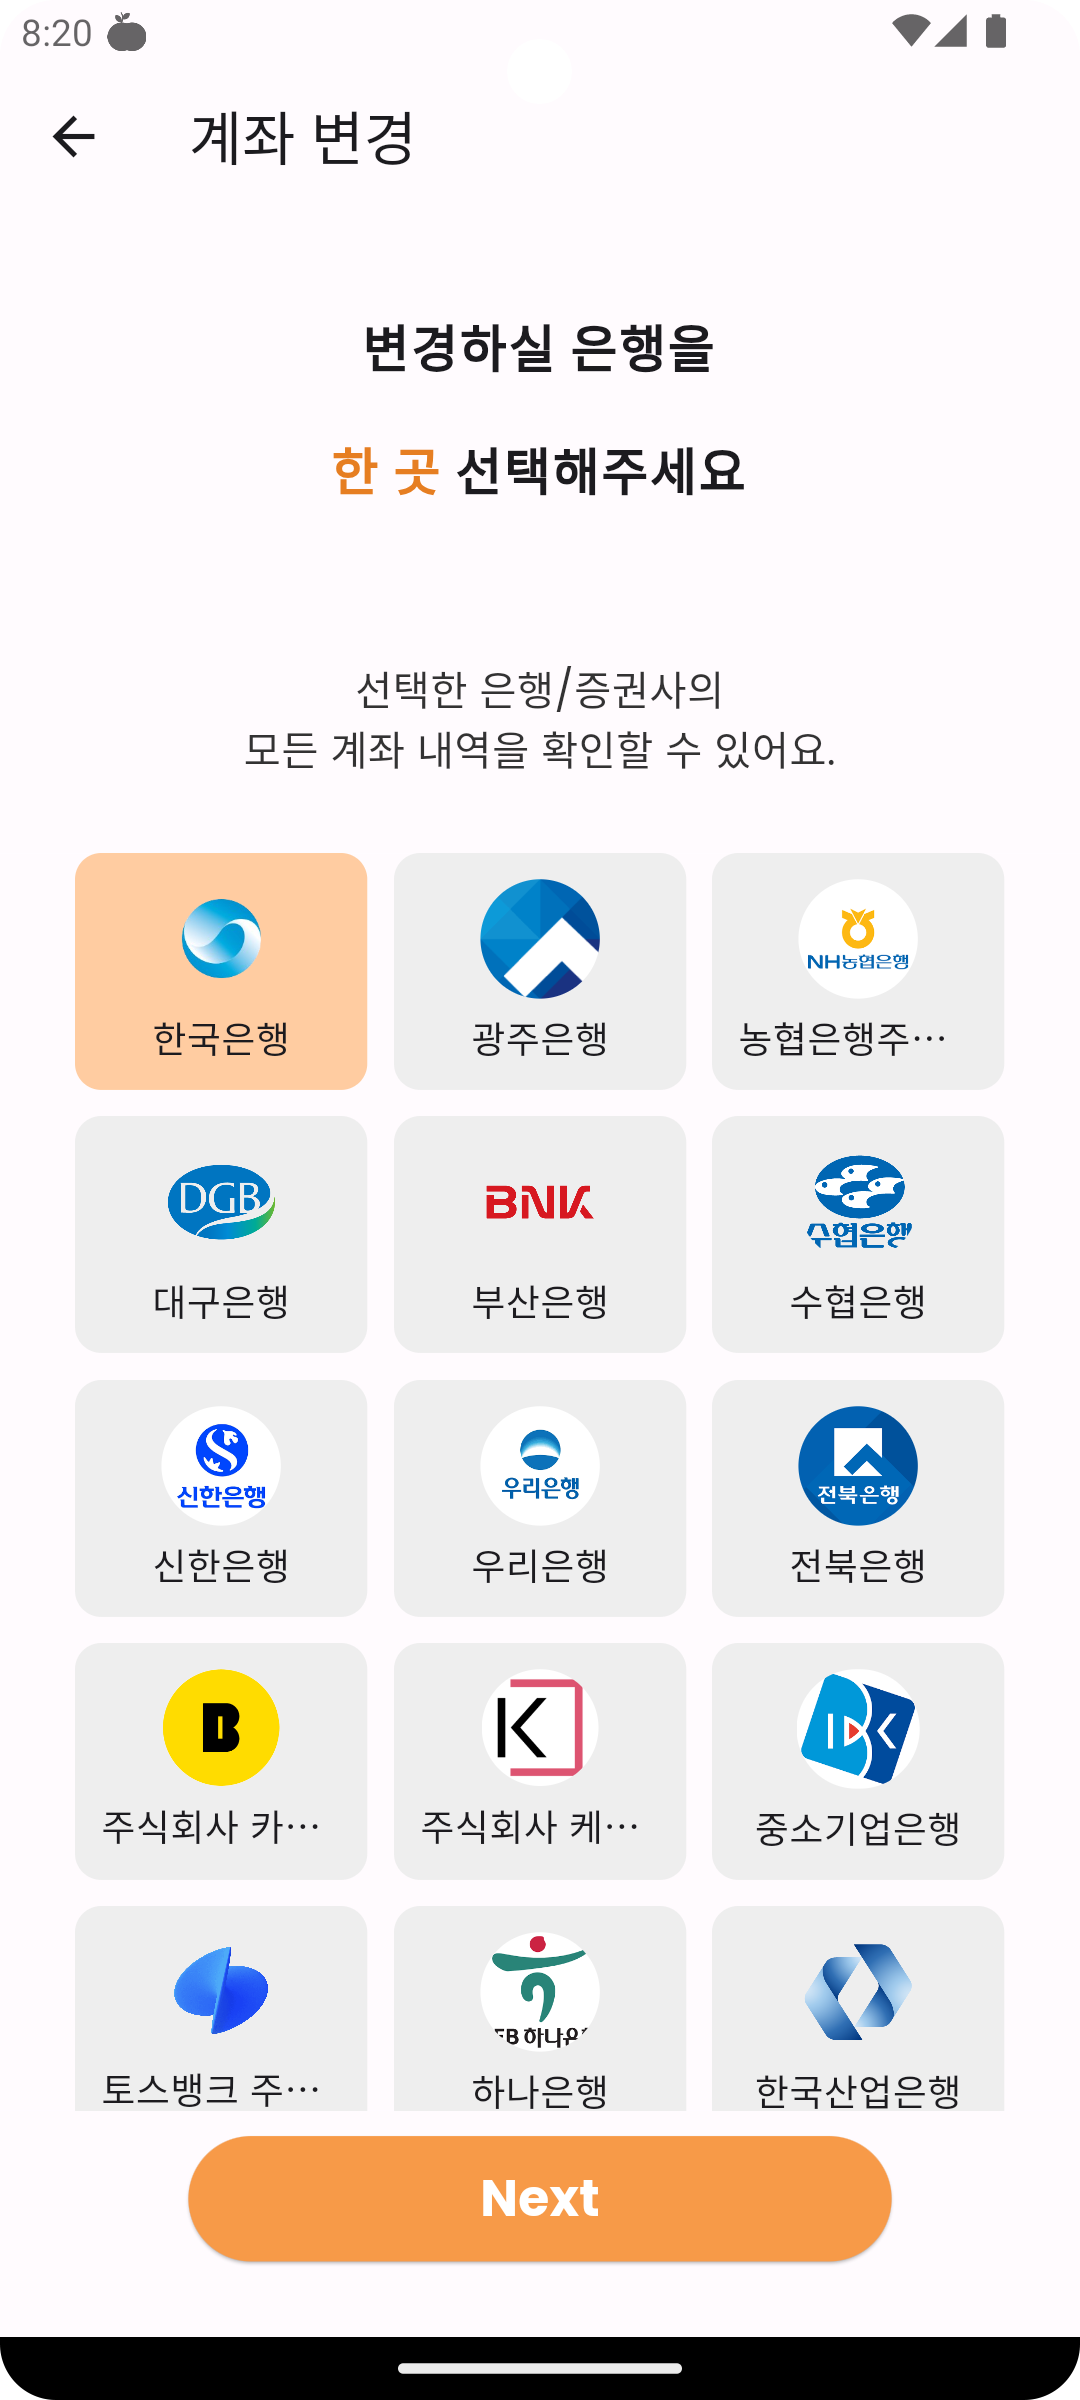 8:20
계좌 변경
변경하실 은행을
한 곳 선택해주세요
선택한 은행/증권사의
모든 계좌 내역을 확인할 수 있어요.
한국은행
광주은행
NH농협은행
농협은행주…
DGB
대구은행
BNK
부산은행
수협은행
수협은행
신한은행
신한은행
우리은행
우리은행
전북은행
전북은행
B
주식회사 카…
K
주식회사 케…
IBK
중소기업은행
토스뱅크 주…
하나은행
한국산업은행
Next